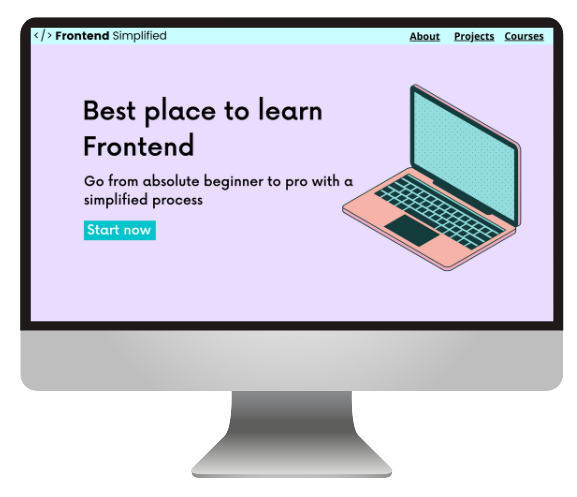 </> Frontend Simplified
About Projects Courses
Best place to learn
Frontend
Go from absolute beginner to pro with a
simplified process
Start now